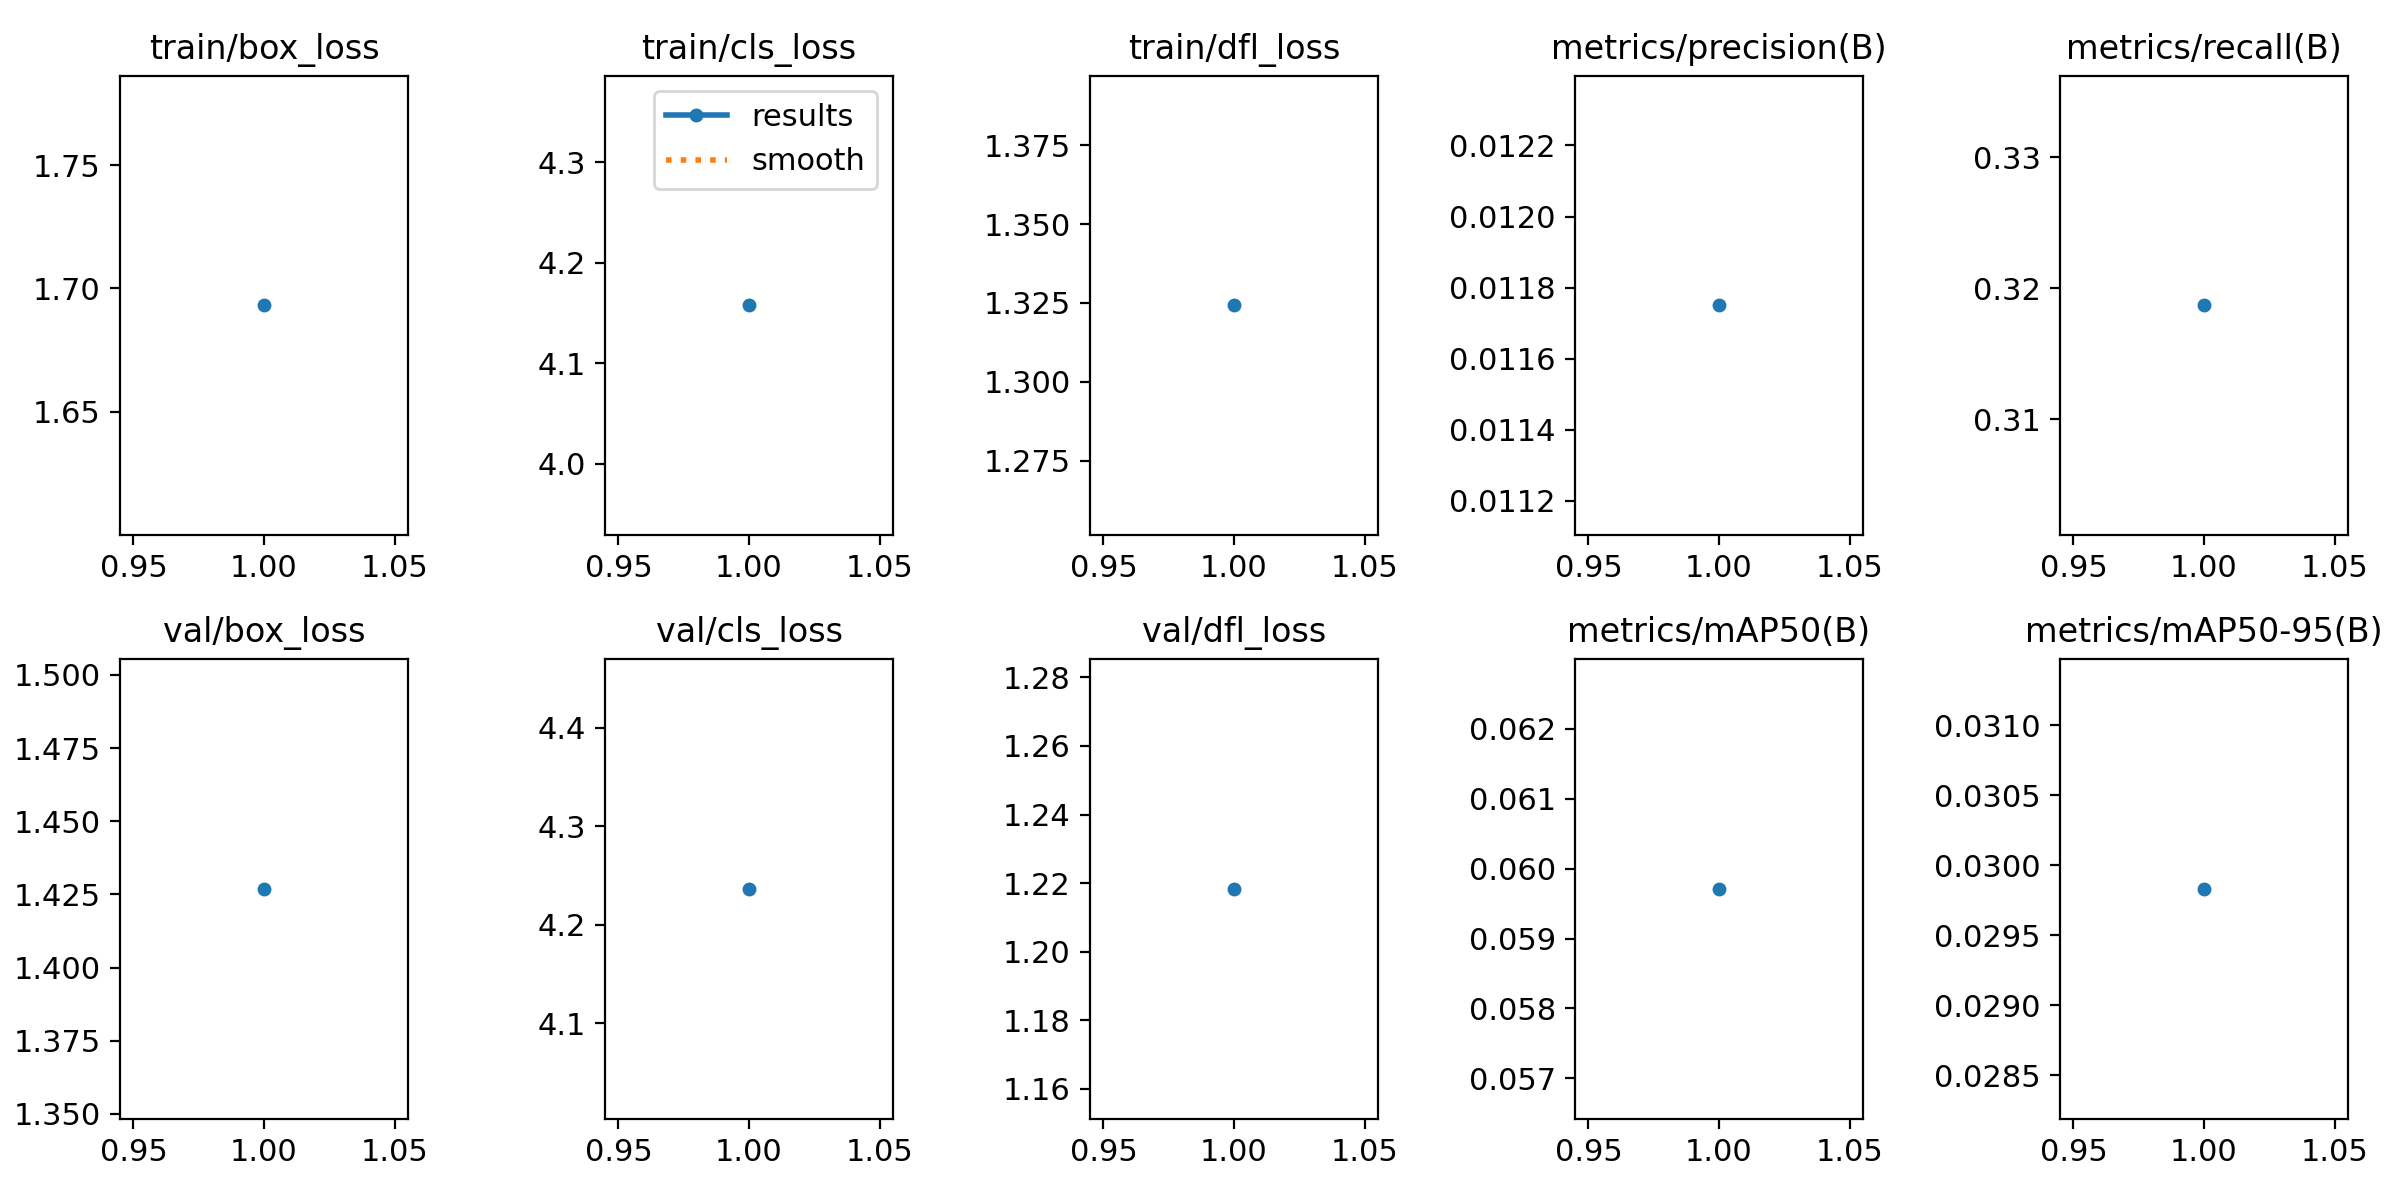 train/box_loss
1.75
1.70
1.65
0.95 1.00 1.05
train/cls_loss
results
smooth
4.3
4.2
4.1
4.0
0.95 1.00 1.05
train/dfl_loss
1.375
1.350
1.325
1.300
1.275
0.95 1.00 1.05
metrics/precision(B)
0.0122
0.0120
0.0118
0.0116
0.0114
0.0112
0.95 1.00 1.05
metrics/recall(B)
0.33
0.32
0.31
0.95 1.00 1.05
val/box_loss
1.500
1.475
1.450
1.425
1.400
1.375
1.350
0.95 1.00 1.05
val/cls_loss
4.4
4.3
4.2
4.1
0.95 1.00 1.05
val/dfl_loss
1.28
1.26
1.24
1.22
1.20
1.18
1.16
0.95 1.00 1.05
metrics/mAP50(B)
0.062
0.061
0.060
0.059
0.058
0.057
0.95 1.00 1.05
metrics/mAP50-95(B)
0.0310
0.0305
0.0300
0.0295
0.0290
0.0285
0.95 1.00 1.05